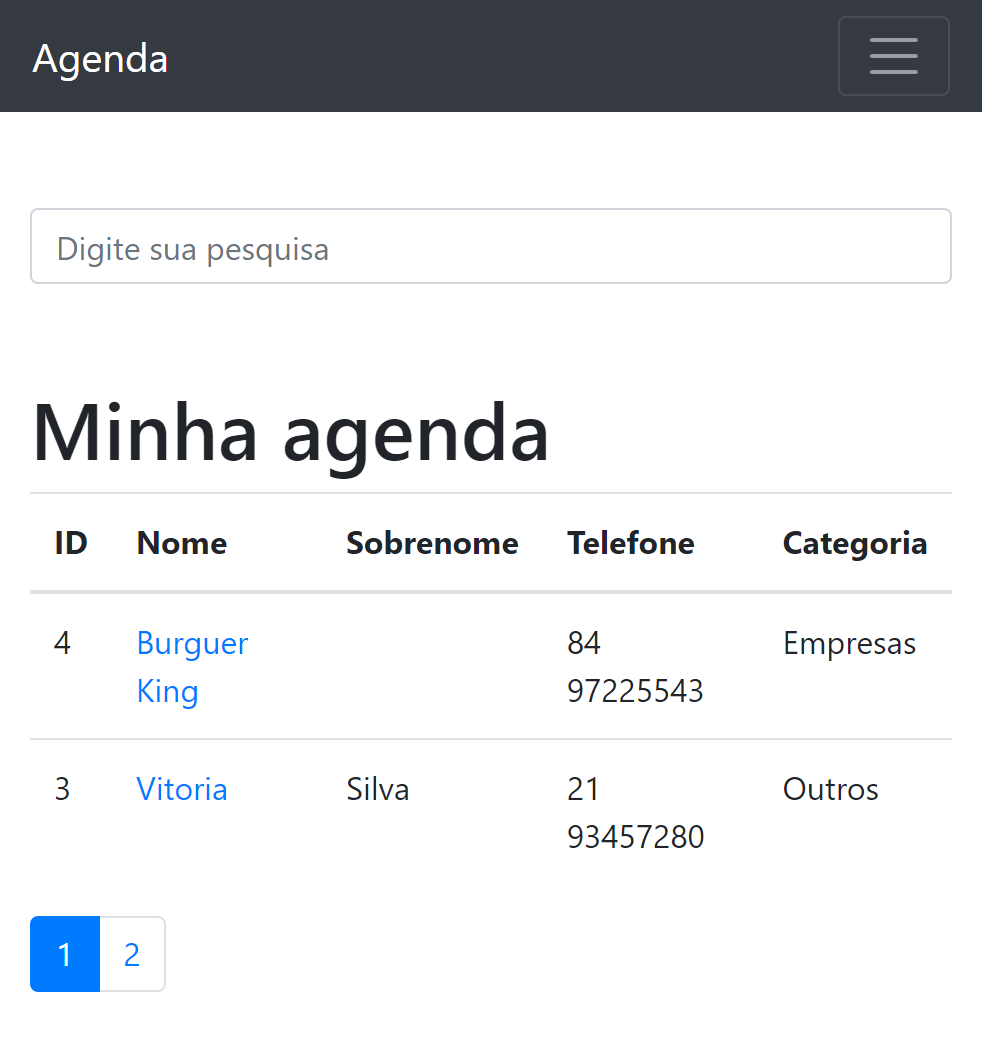 Agenda
Digite sua pesquisa
Minha agenda
ID Nome Sobrenome Telefone Categoria
4 Burguer 84 Empresas
King 97225543
3 Vitoria Silva 21 Outros
93457280
1 2